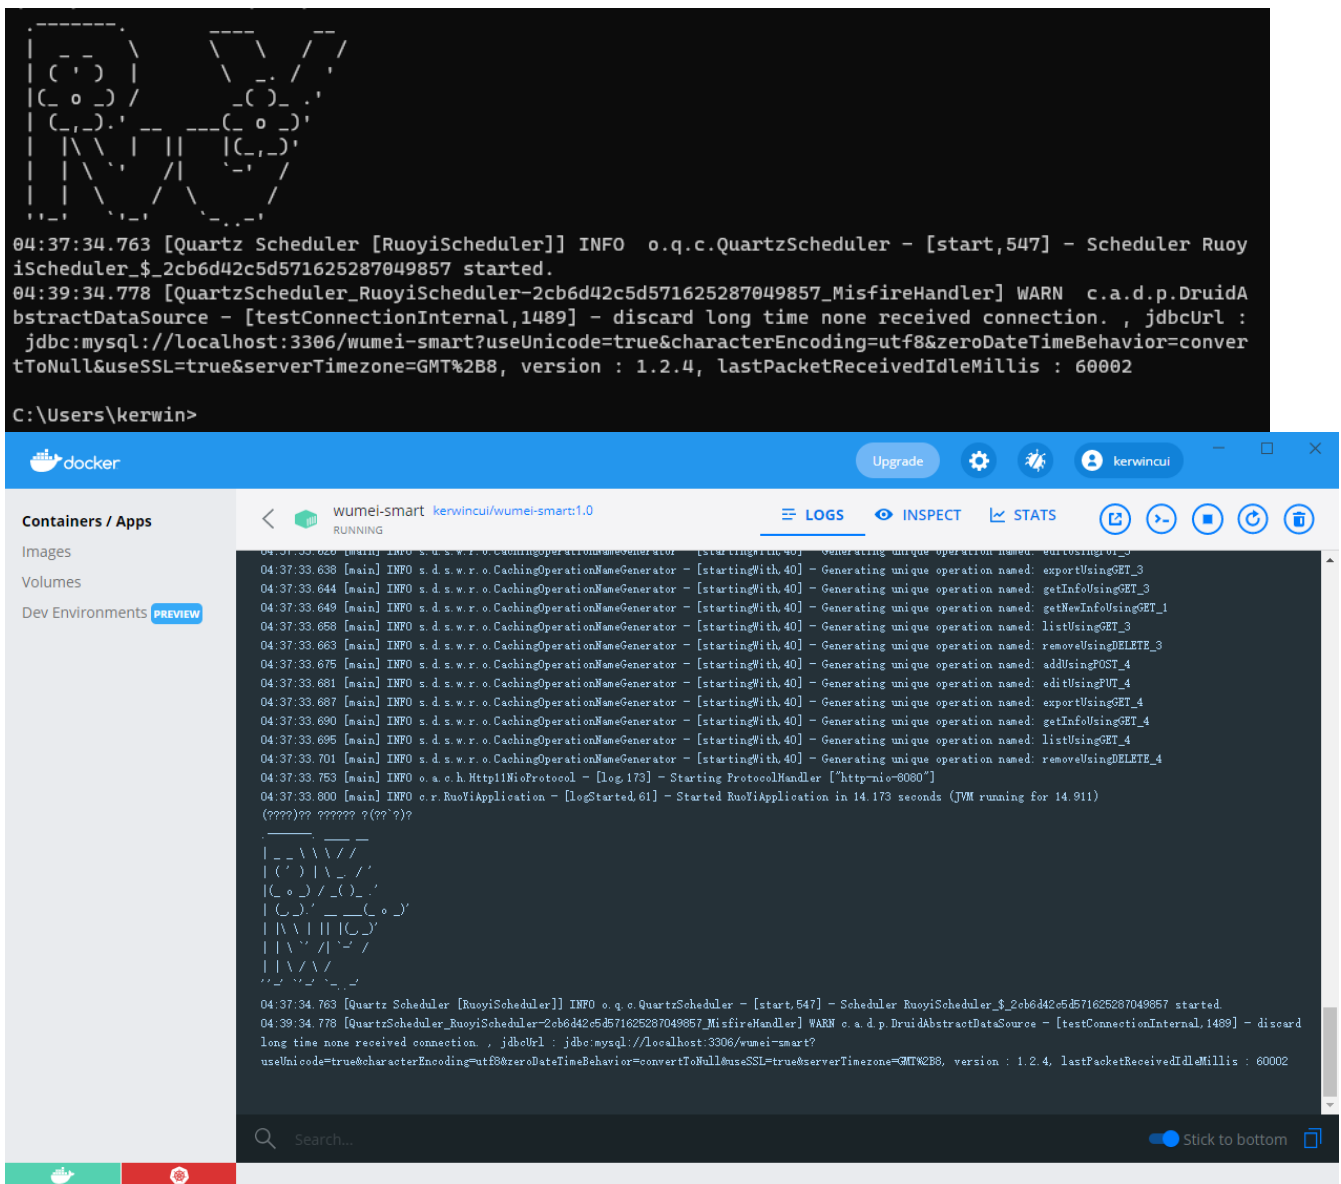 04:37:34.763 [Quartz Scheduler [RuoyiScheduler]] INFO  o.q.c.QuartzScheduler - [start,547] - Scheduler Ruoy
iScheduler_$_2cb6d42c5d571625287049857 started.
04:39:34.778 [QuartzScheduler_RuoyiScheduler-2cb6d42c5d571625287049857_MisfireHandler] WARN  c.a.d.p.DruidA
bstractDataSource - [testConnectionInternal,1489] - discard long time none received connection. , jdbcUrl :
 jdbc:mysql://localhost:3306/wumei-smart?useUnicode=true&characterEncoding=utf8&zeroDateTimeBehavior=conver
tToNull&useSSL=true&serverTimezone=GMT%2B8, version : 1.2.4, lastPacketReceivedIdleMillis : 60002
C:\Users\kerwin>
docker
Upgrade
kerwincui
Containers / Apps
Images
Volumes
Dev Environments PREVIEW
wumei-smart kerwincui/wumei-smart:1.0
RUNNING
LOGS
INSPECT
STATS
04:37:33.626 [main] INFO s.d.s.w.r.o.CachingOperationNameGenerator - [startingWith,40] - Generating unique operation named: editUsingPUT_3
04:37:33.638 [main] INFO s.d.s.w.r.o.CachingOperationNameGenerator - [startingWith,40] - Generating unique operation named: exportUsingGET_3
04:37:33.644 [main] INFO s.d.s.w.r.o.CachingOperationNameGenerator - [startingWith,40] - Generating unique operation named: getInfoUsingGET_3
04:37:33.649 [main] INFO s.d.s.w.r.o.CachingOperationNameGenerator - [startingWith,40] - Generating unique operation named: getNewInfoUsingGET_1
04:37:33.658 [main] INFO s.d.s.w.r.o.CachingOperationNameGenerator - [startingWith,40] - Generating unique operation named: listUsingGET_3
04:37:33.663 [main] INFO s.d.s.w.r.o.CachingOperationNameGenerator - [startingWith,40] - Generating unique operation named: removeUsingDELETE_3
04:37:33.675 [main] INFO s.d.s.w.r.o.CachingOperationNameGenerator - [startingWith,40] - Generating unique operation named: addUsingPOST_4
04:37:33.681 [main] INFO s.d.s.w.r.o.CachingOperationNameGenerator - [startingWith,40] - Generating unique operation named: editUsingPUT_4
04:37:33.687 [main] INFO s.d.s.w.r.o.CachingOperationNameGenerator - [startingWith,40] - Generating unique operation named: exportUsingGET_4
04:37:33.690 [main] INFO s.d.s.w.r.o.CachingOperationNameGenerator - [startingWith,40] - Generating unique operation named: getInfoUsingGET_4
04:37:33.695 [main] INFO s.d.s.w.r.o.CachingOperationNameGenerator - [startingWith,40] - Generating unique operation named: listUsingGET_4
04:37:33.701 [main] INFO s.d.s.w.r.o.CachingOperationNameGenerator - [startingWith,40] - Generating unique operation named: removeUsingDELETE_4
04:37:33.753 [main] INFO o.a.c.h.Http11NioProtocol - [log,173] - Starting ProtocolHandler ["http-nio-8080"]
04:37:33.800 [main] INFO c.r.RuoYiApplication - [logStarted,61] - Started RuoYiApplication in 14.173 seconds (JVM running for 14.911)
(????)?? ?????? ?(??`?)?
04:37:34.763 [Quartz Scheduler [RuoyiScheduler]] INFO o.q.c.QuartzScheduler - [start,547] - Scheduler RuoyiScheduler_$_2cb6d42c5d571625287049857 started.
04:39:34.778 [QuartzScheduler_RuoyiScheduler-2cb6d42c5d571625287049857_MisfireHandler] WARN c.a.d.p.DruidAbstractDataSource - [testConnectionInternal,1489] - discard
long time none received connection. , jdbcUrl : jdbc:mysql://localhost:3306/wumei-smart?
useUnicode=true&characterEncoding=utf8&zeroDateTimeBehavior=convertToNull&useSSL=true&serverTimezone=GMT%2B8, version : 1.2.4, lastPacketReceivedIdleMillis : 60002
Search...
Stick to bottom